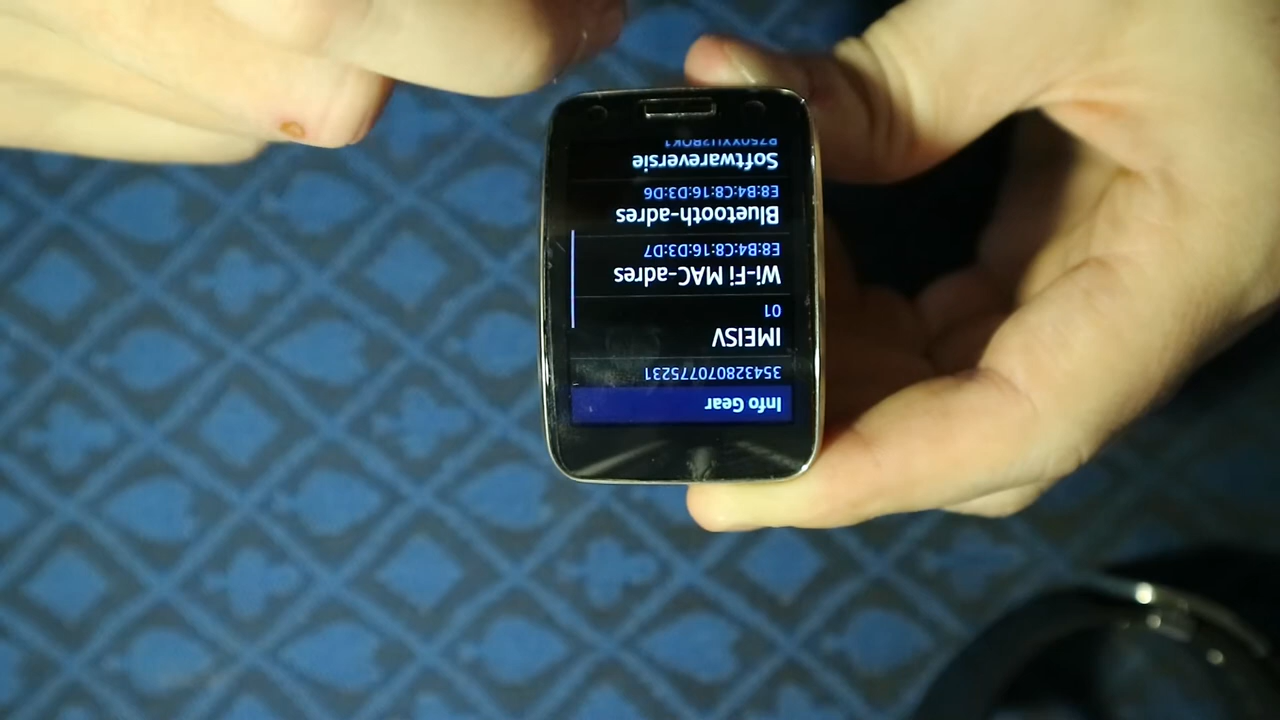 Info Gear
354328070775231
IMEISV
01
Wi-Fi MAC-adres
E8:B4:C8:16:D3:D7
Bluetooth-adres
E8:B4:C8:16:D3:D6
Softwareversie
R750XXU2BOK1